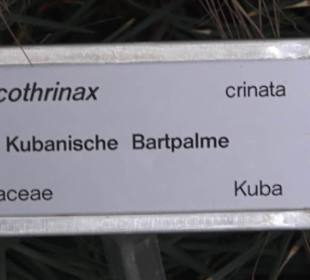 cothrinax crinata
Kubanische Bartpalme
aceae Kuba